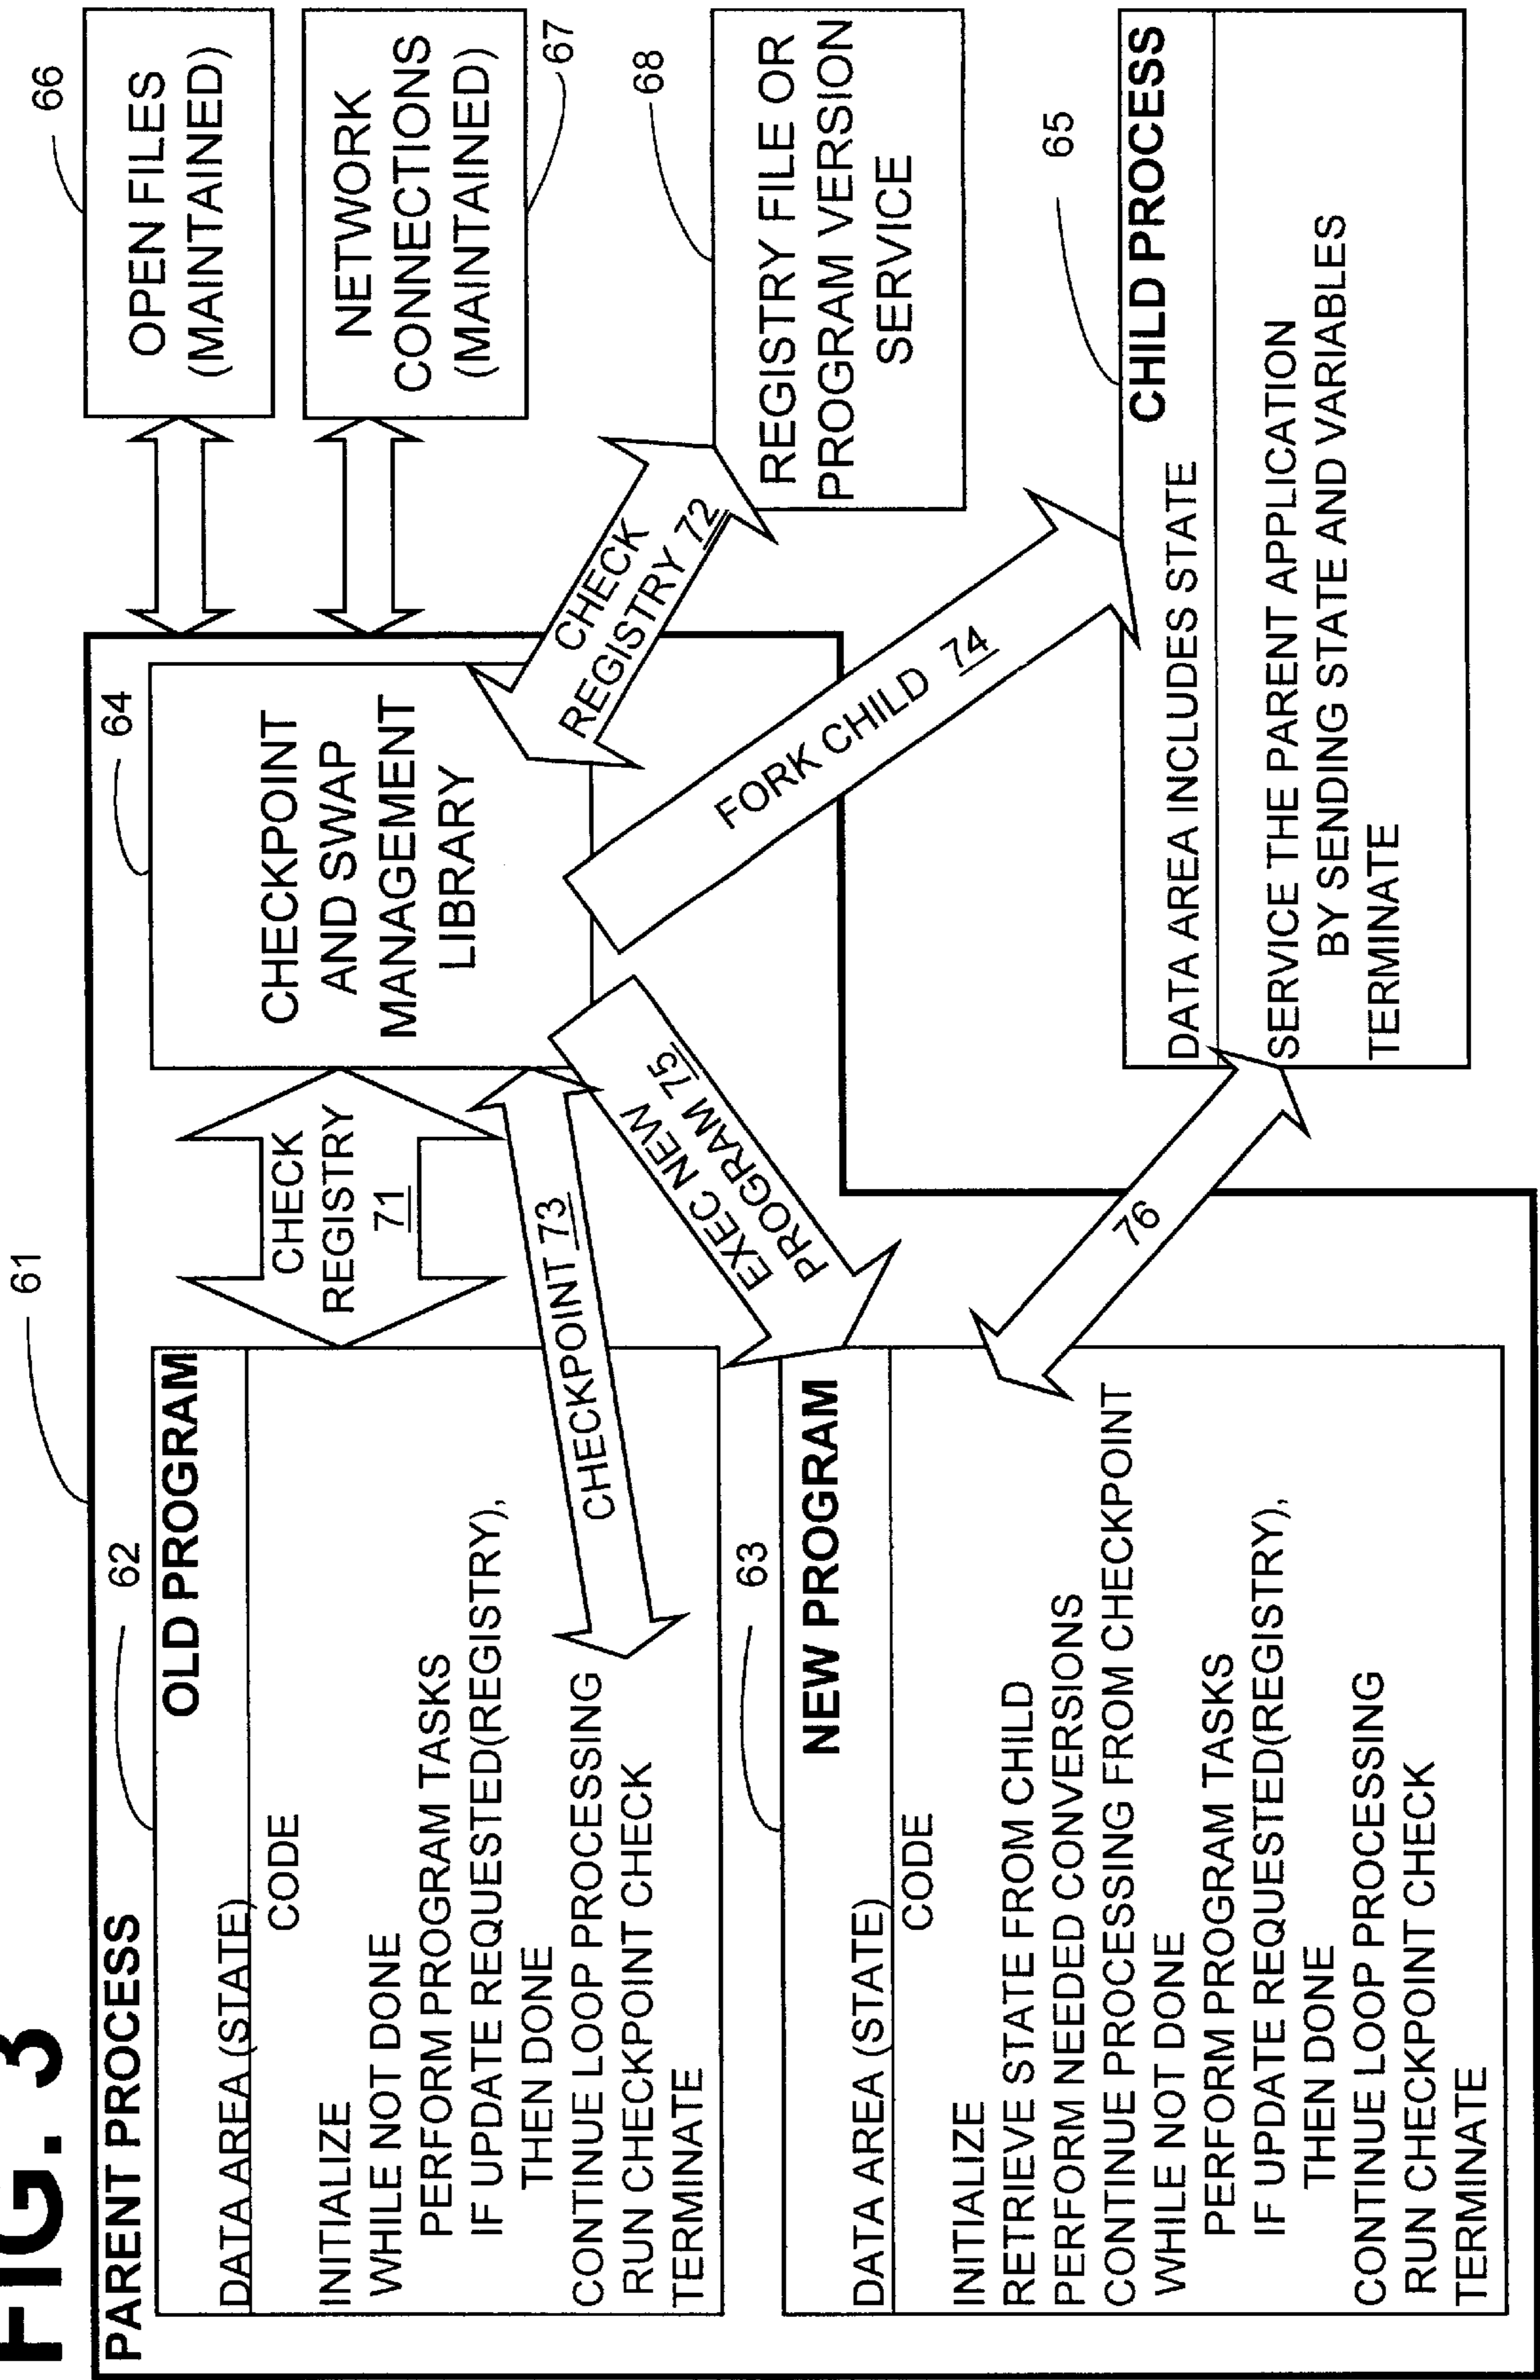 FIG. 3
61
PARENT PROCESS
62
OLD PROGRAM
DATA AREA (STATE)
CODE
INITIALIZE
WHILE NOT DONE
PERFORM PROGRAM TASKS
IF UPDATE REQUESTED(REGISTRY),
THEN DONE
CONTINUE LOOP PROCESSING
RUN CHECKPOINT CHECK
TERMINATE
63
NEW PROGRAM
DATA AREA (STATE)
CODE
INITIALIZE
RETRIEVE STATE FROM CHILD
PERFORM NEEDED CONVERSIONS
CONTINUE PROCESSING FROM CHECKPOINT
WHILE NOT DONE
PERFORM PROGRAM TASKS
IF UPDATE REQUESTED(REGISTRY),
THEN DONE
CONTINUE LOOP PROCESSING
RUN CHECKPOINT CHECK
TERMINATE
CHECK
REGISTRY
71
CHECKPOINT 73
EXEC NEW
PROGRAM 75
76
64
CHECKPOINT
AND SWAP
MANAGEMENT
LIBRARY
CHECK
REGISTRY 72
FORK CHILD 74
66
OPEN FILES
(MAINTAINED)
NETWORK
CONNECTIONS
(MAINTAINED)
67
68
REGISTRY FILE OR
PROGRAM VERSION
SERVICE
65
CHILD PROCESS
DATA AREA INCLUDES STATE
SERVICE THE PARENT APPLICATION
BY SENDING STATE AND VARIABLES
TERMINATE